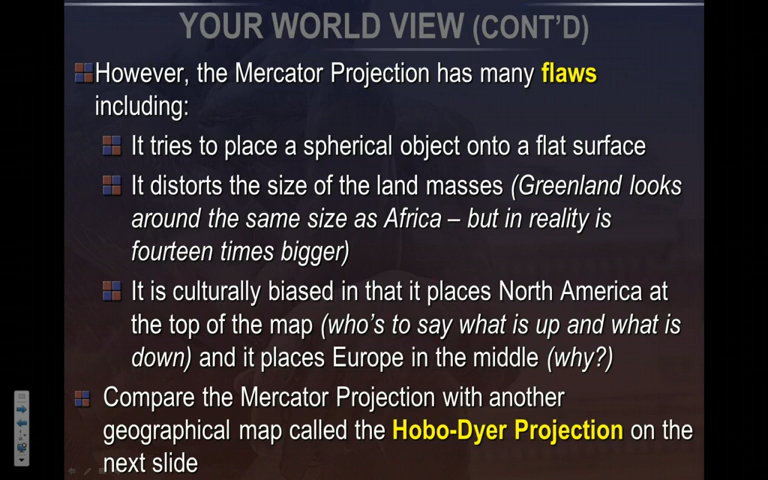 YOUR WORLD VIEW (CONT'D)
However, the Mercator Projection has many flaws
including:
It tries to place a spherical object onto a flat surface
It distorts the size of the land masses (Greenland looks
around the same size as Africa – but in reality is
fourteen times bigger)
It is culturally biased in that it places North America at
the top of the map (who's to say what is up and what is
down) and it places Europe in the middle (why?)
Compare the Mercator Projection with another
geographical map called the Hobo-Dyer Projection on the
next slide